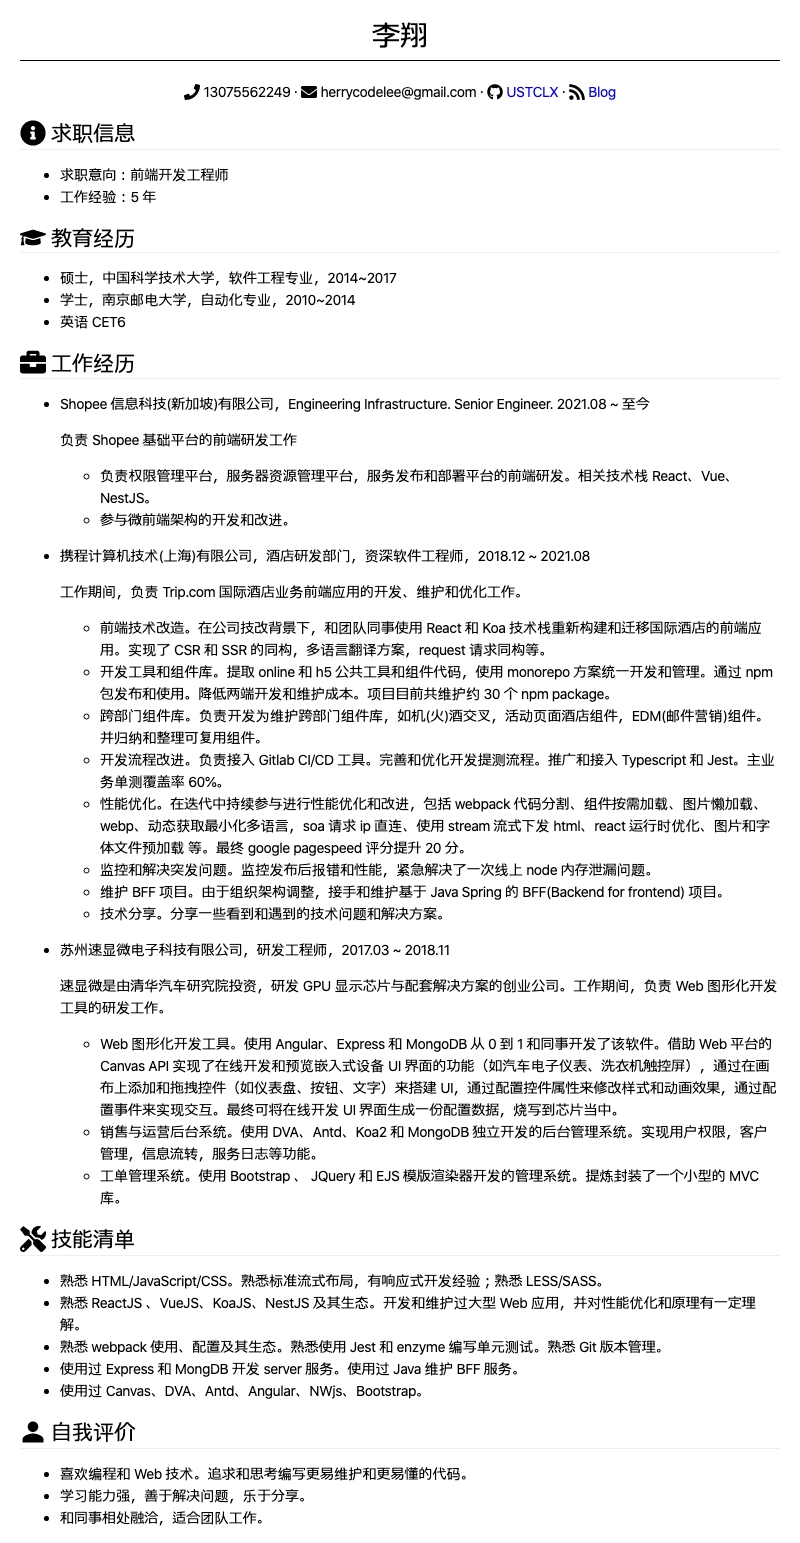 李翔
13075562249 · herrycodelee@gmail.com · USTCLX · Blog
求职信息
求职意向：前端开发工程师
工作经验：5 年
教育经历
硕士，中国科学技术大学，软件工程专业，2014~2017
学士，南京邮电大学，自动化专业，2010~2014
英语 CET6
工作经历
Shopee 信息科技(新加坡)有限公司，Engineering Infrastructure. Senior Engineer. 2021.08 ~ 至今
负责 Shopee 基础平台的前端研发工作
负责权限管理平台，服务器资源管理平台，服务发布和部署平台的前端研发。相关技术栈 React、Vue、
NestJS。
参与微前端架构的开发和改进。
携程计算机技术(上海)有限公司，酒店研发部门，资深软件工程师，2018.12 ~ 2021.08
工作期间，负责 Trip.com 国际酒店业务前端应用的开发、维护和优化工作。
前端技术改造。在公司技改背景下，和团队同事使用 React 和 Koa 技术栈重新构建和迁移国际酒店的前端应
用。实现了 CSR 和 SSR 的同构，多语言翻译方案，request 请求同构等。
开发工具和组件库。提取 online 和 h5 公共工具和组件代码，使用 monorepo 方案统一开发和管理。通过 npm
包发布和使用。降低两端开发和维护成本。项目目前共维护约 30 个 npm package。
跨部门组件库。负责开发为维护跨部门组件库，如机(火)酒交叉，活动页面酒店组件，EDM(邮件营销)组件。
并归纳和整理可复用组件。
开发流程改进。负责接入 Gitlab CI/CD 工具。完善和优化开发提测流程。推广和接入 Typescript 和 Jest。主业
务单测覆盖率 60%。
性能优化。在迭代中持续参与进行性能优化和改进，包括 webpack 代码分割、组件按需加载、图片懒加载、
webp、动态获取最小化多语言，soa 请求 ip 直连、使用 stream 流式下发 html、react 运行时优化、图片和字
体文件预加载 等。最终 google pagespeed 评分提升 20 分。
监控和解决突发问题。监控发布后报错和性能，紧急解决了一次线上 node 内存泄漏问题。
维护 BFF 项目。由于组织架构调整，接手和维护基于 Java Spring 的 BFF(Backend for frontend) 项目。
技术分享。分享一些看到和遇到的技术问题和解决方案。
苏州速显微电子科技有限公司，研发工程师，2017.03 ~ 2018.11
速显微是由清华汽车研究院投资，研发 GPU 显示芯片与配套解决方案的创业公司。工作期间，负责 Web 图形化开发
工具的研发工作。
Web 图形化开发工具。使用 Angular、Express 和 MongoDB 从 0 到 1 和同事开发了该软件。借助 Web 平台的
Canvas API 实现了在线开发和预览嵌入式设备 UI 界面的功能（如汽车电子仪表、洗衣机触控屏），通过在画
布上添加和拖拽控件（如仪表盘、按钮、文字）来搭建 UI，通过配置控件属性来修改样式和动画效果，通过配
置事件来实现交互。最终可将在线开发 UI 界面生成一份配置数据，烧写到芯片当中。
销售与运营后台系统。使用 DVA、Antd、Koa2 和 MongoDB 独立开发的后台管理系统。实现用户权限，客户
管理，信息流转，服务日志等功能。
工单管理系统。使用 Bootstrap 、 JQuery 和 EJS 模版渲染器开发的管理系统。提炼封装了一个小型的 MVC
库。
技能清单
熟悉 HTML/JavaScript/CSS。熟悉标准流式布局，有响应式开发经验；熟悉 LESS/SASS。
熟悉 ReactJS 、VueJS、KoaJS、NestJS 及其生态。开发和维护过大型 Web 应用，并对性能优化和原理有一定理
解。
熟悉 webpack 使用、配置及其生态。熟悉使用 Jest 和 enzyme 编写单元测试。熟悉 Git 版本管理。
使用过 Express 和 MongDB 开发 server 服务。使用过 Java 维护 BFF 服务。
使用过 Canvas、DVA、Antd、Angular、NWjs、Bootstrap。
自我评价
喜欢编程和 Web 技术。追求和思考编写更易维护和更易懂的代码。
学习能力强，善于解决问题，乐于分享。
和同事相处融洽，适合团队工作。